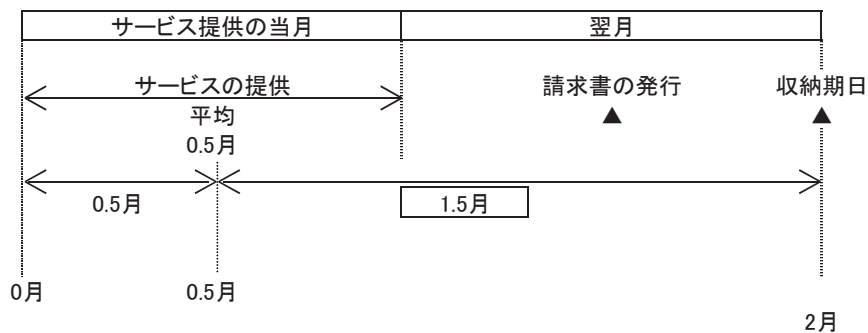 サービス提供の当月 翌月
サービスの提供 請求書の発行 収納期日
平均 ▲ ▲
0.5月
0.5月 1.5月
0月 0.5月
2月